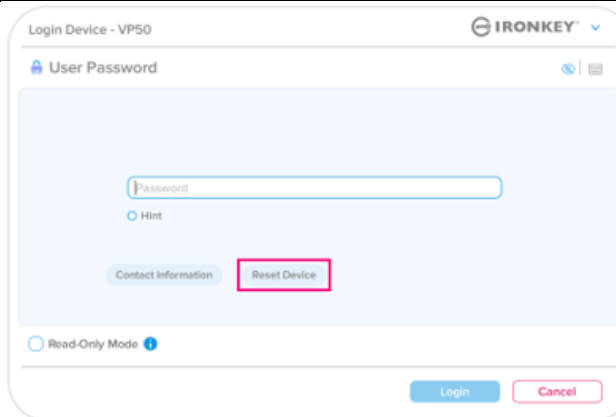 Login Device - VP50
IRONKEY
User Password
Password
Hint
Contact Information
Reset Device
Read-Only Mode
Login
Cancel